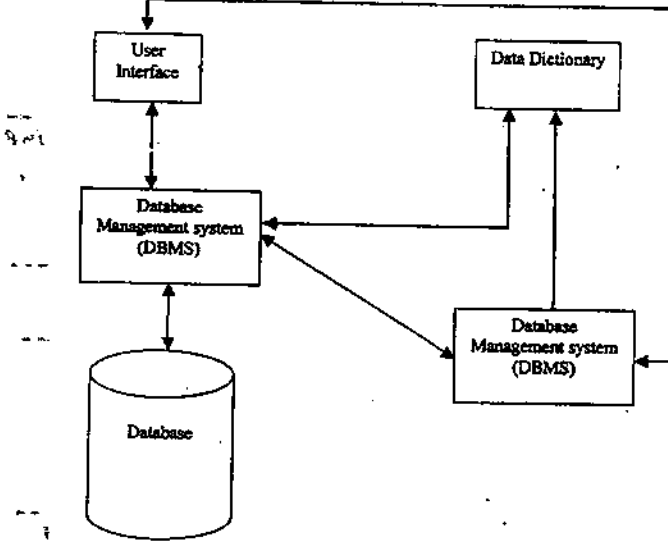 User
Interface
Data Dictionary
Database
Management system
(DBMS)
Database
Management system
(DBMS)
Database